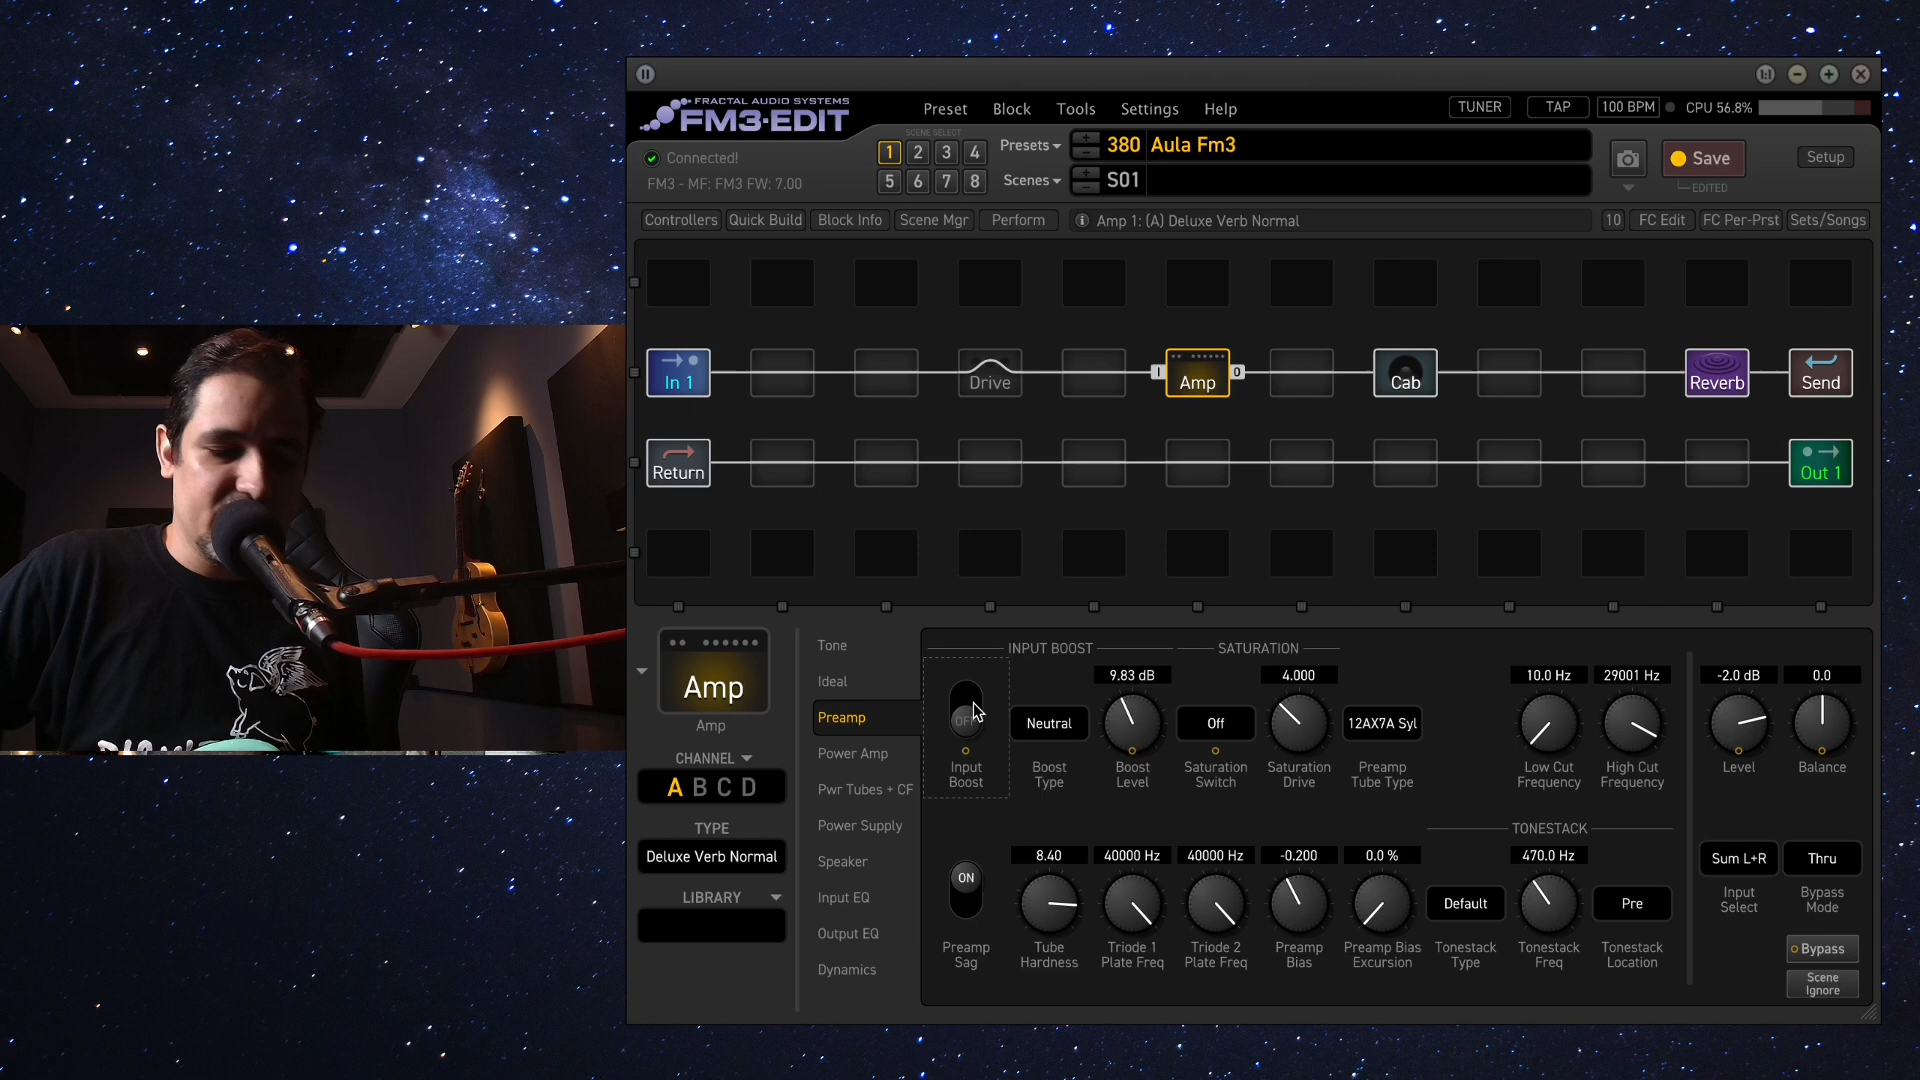 FRACTAL AUDIO SYSTEMS
FM3-EDIT
Preset Block Tools Settings Help
TUNER TAP 100 BPM CPU 56.8%
SCENE SELECT
1 2 3 4
5 6 7 8
Connected!
FM3 - MF: FM3 FW: 7.00
Presets 380 Aula Fm3
Scenes S01
Save
EDITED
Setup
Controllers Quick Build Block Info Scene Mgr Perform
Amp 1: (A) Deluxe Verb Normal
10 FC Edit FC Per-Prst Sets/Songs
In 1 Drive I Amp O Cab Reverb Send
Return Out 1
Amp
Amp
CHANNEL
A B C D
TYPE
Deluxe Verb Normal
LIBRARY
Tone
Ideal
Preamp
Power Amp
Pwr Tubes + CF
Power Supply
Speaker
Input EQ
Output EQ
Dynamics
INPUT BOOST SATURATION
9.83 dB 4.000 10.0 Hz 29001 Hz -2.0 dB 0.0
OFF Neutral Off 12AX7A Syl
Input Boost Boost Type Boost Level Saturation Switch Saturation Drive Preamp Tube Type Low Cut Frequency High Cut Frequency Level Balance
TONESTACK
8.40 40000 Hz 40000 Hz -0.200 0.0 % 470.0 Hz
ON Default Pre Sum L+R Thru
Preamp Sag Tube Hardness Triode 1 Plate Freq Triode 2 Plate Freq Preamp Bias Preamp Bias Excursion Tonestack Type Tonestack Freq Tonestack Location
Input Select Bypass Mode
Bypass
Scene Ignore